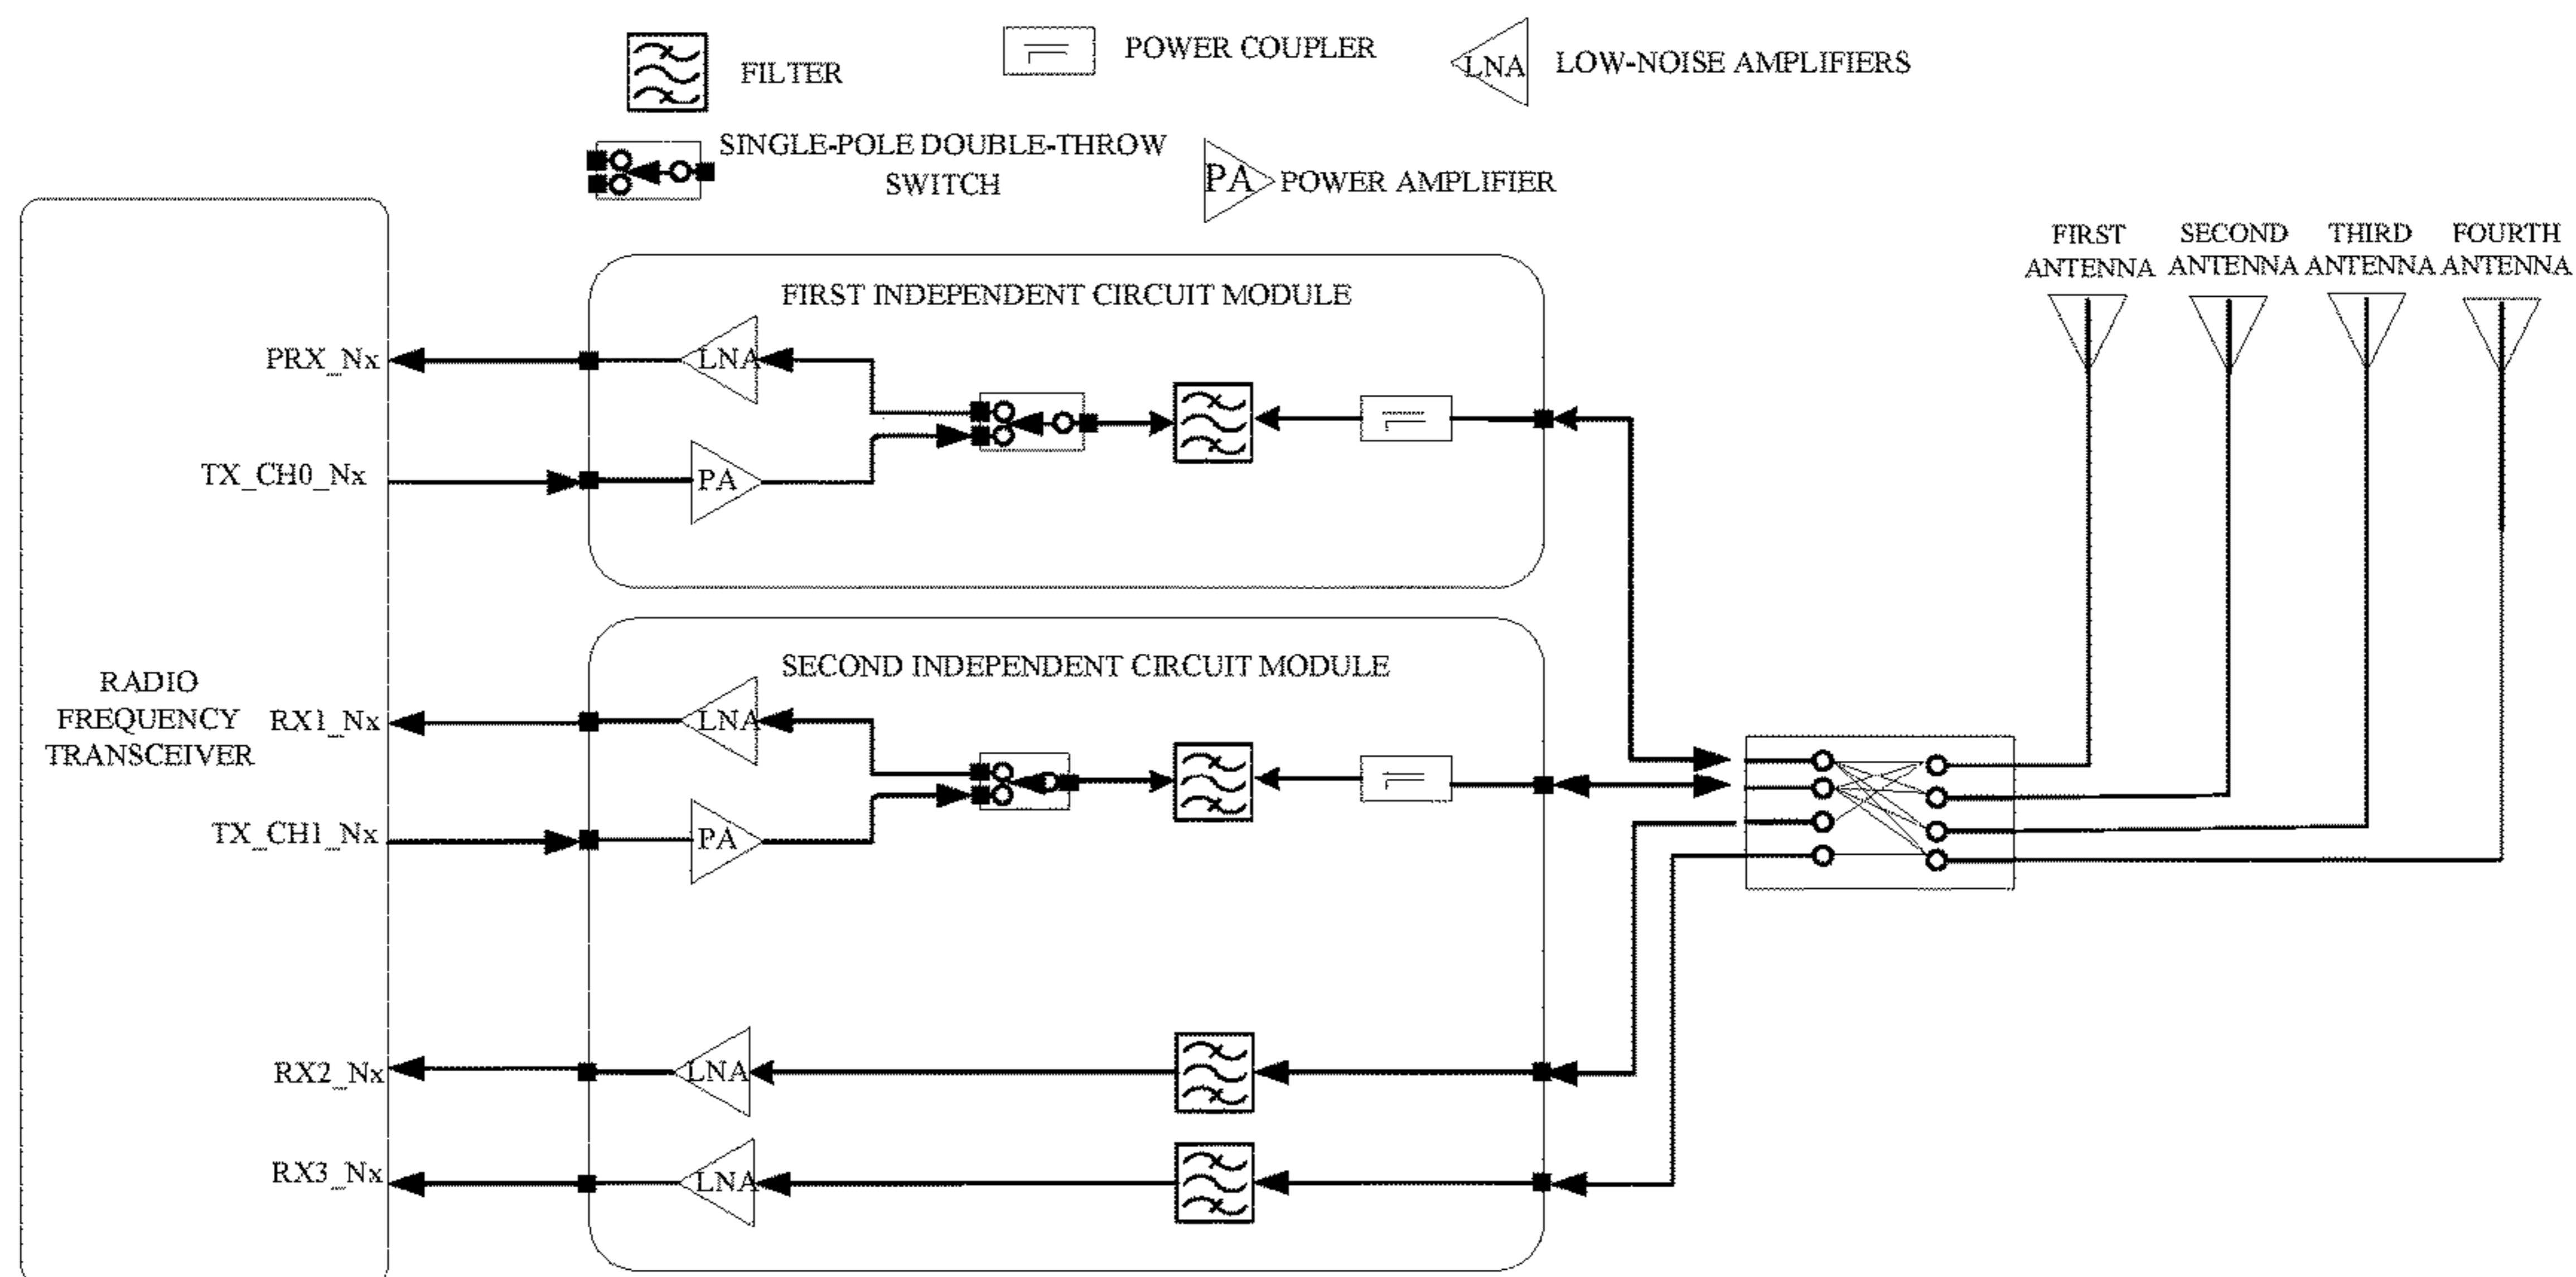 FILTER
POWER COUPLER
LNA
LOW-NOISE AMPLIFIERS
SINGLE-POLE DOUBLE-THROW
SWITCH
PA
POWER AMPLIFIER
FIRST
ANTENNA
SECOND
ANTENNA
THIRD
ANTENNA
FOURTH
ANTENNA
FIRST INDEPENDENT CIRCUIT MODULE
PRX_Nx
LNA
TX_CH0_Nx
PA
SECOND INDEPENDENT CIRCUIT MODULE
RADIO
FREQUENCY
TRANSCEIVER
RX1_Nx
LNA
TX_CH1_Nx
PA
RX2_Nx
LNA
RX3_Nx
LNA